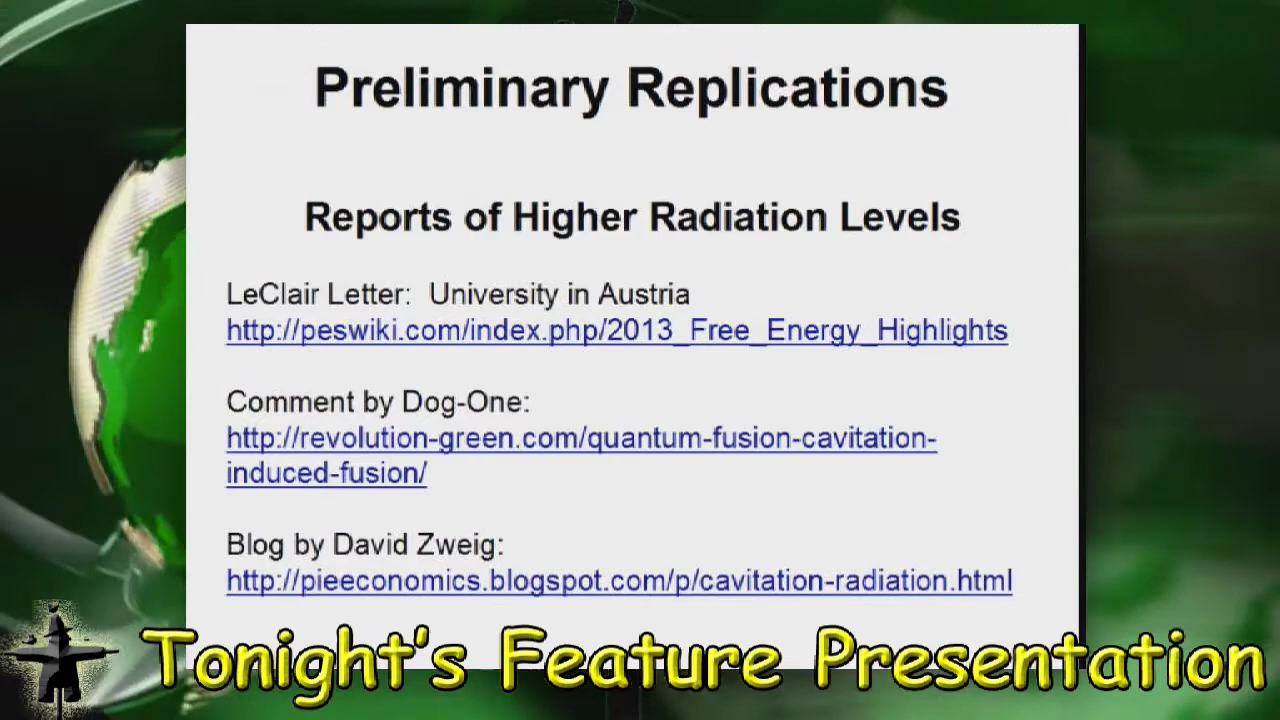 Preliminary Replications
Reports of Higher Radiation Levels
LeClair Letter: University in Austria
http://peswiki.com/index.php/2013_Free_Energy_Highlights
Comment by Dog-One:
http://revolution-green.com/quantum-fusion-cavitation-
induced-fusion/
Blog by David Zweig:
http://pieeconomics.blogspot.com/p/cavitation-radiation.html
Tonight's Feature Presentation